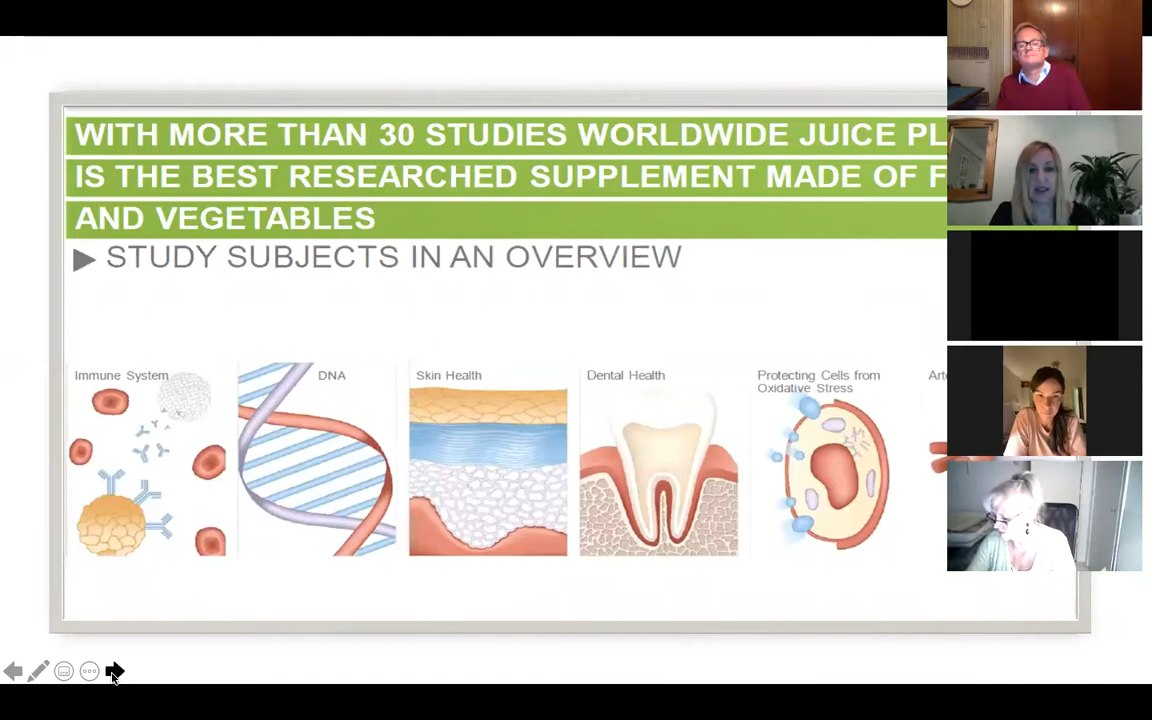 WITH MORE THAN 30 STUDIES WORLDWIDE JUICE PL
IS THE BEST RESEARCHED SUPPLEMENT MADE OF F
AND VEGETABLES
▶ STUDY SUBJECTS IN AN OVERVIEW
Immune System
DNA
Skin Health
Dental Health
Protecting Cells from
Oxidative Stress
Arte